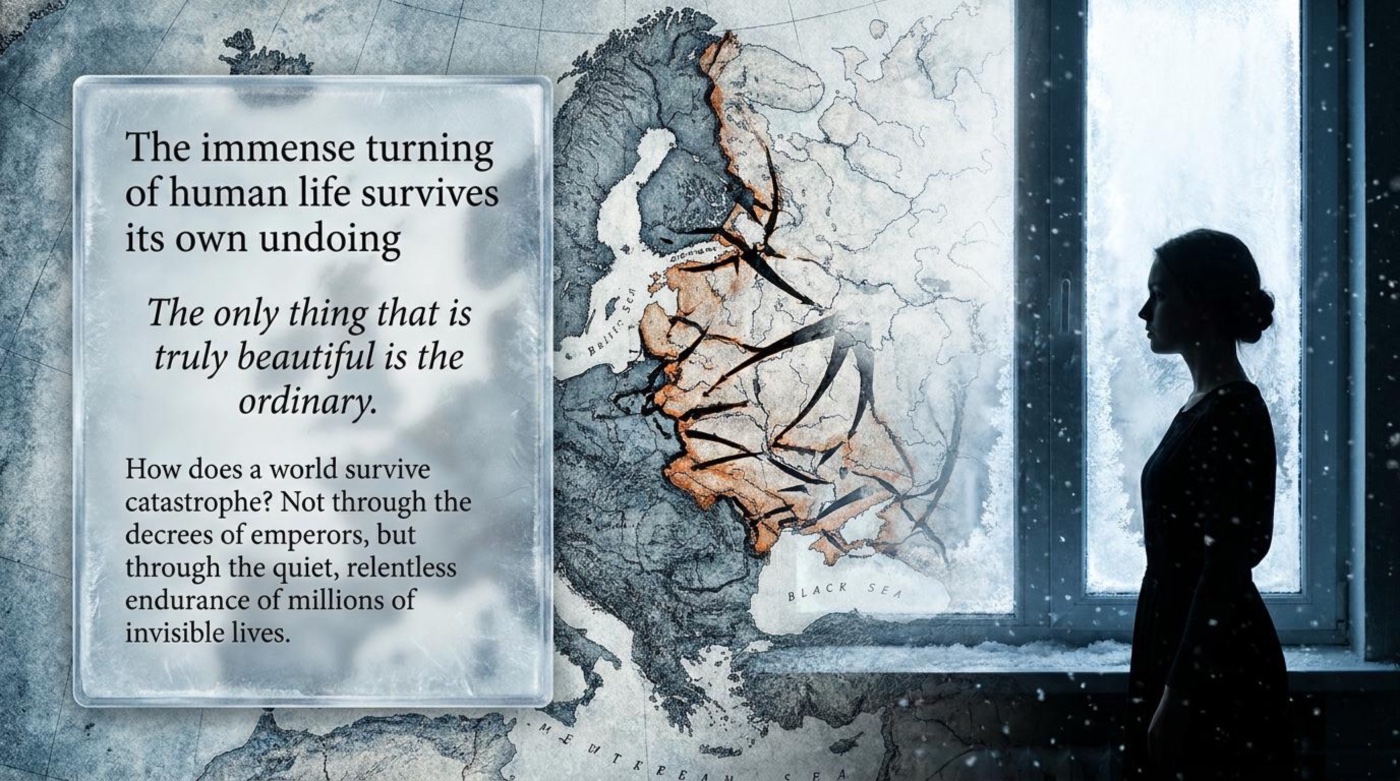 The immense turning
of human life survives
its own undoing
The only thing that is
truly beautiful is the
ordinary.
How does a world survive
catastrophe? Not through the
decrees of emperors, but
through the quiet, relentless
endurance of millions of
invisible lives.
BLACK SEA
SEA